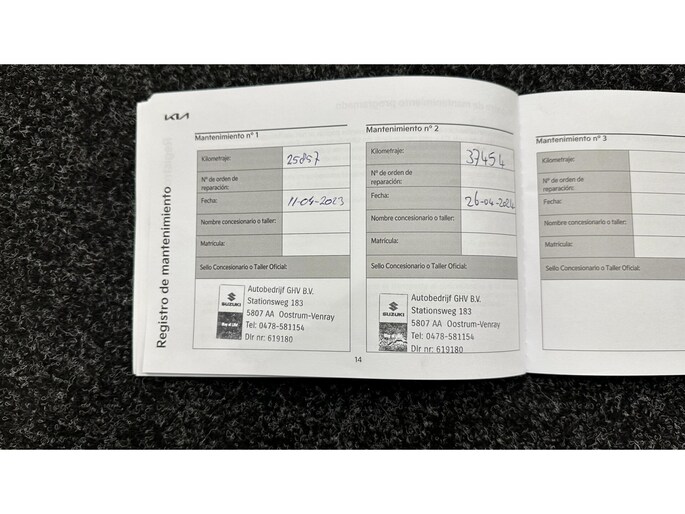 KIA
Registro de mantenimiento
Mantenimiento nº 1
Kilometraje: 25897
Nº de orden de
reparación:
Fecha: 11-04-2023
Nombre concesionario o taller:
Matrícula:
Sello Concesionario o Taller Oficial:
SUZUKI
Autobedrijf GHV B.V.
Stationsweg 183
5807 AA Oostrum-Venray
Tel: 0478-581154
Dlr nr: 619180
Mantenimiento nº 2
Kilometraje: 37454
Nº de orden de
reparación:
Fecha: 26-04-2024
Nombre concesionario o taller:
Matrícula:
Sello Concesionario o Taller Oficial:
SUZUKI
Autobedrijf GHV B.V.
Stationsweg 183
5807 AA Oostrum-Venray
Tel: 0478-581154
Dlr nr: 619180
14
Mantenimiento nº 3
Kilometraje:
Nº de orden de
reparación:
Fecha:
Nombre concesionario o taller:
Matrícula:
Sello Concesionario o Taller Oficial: